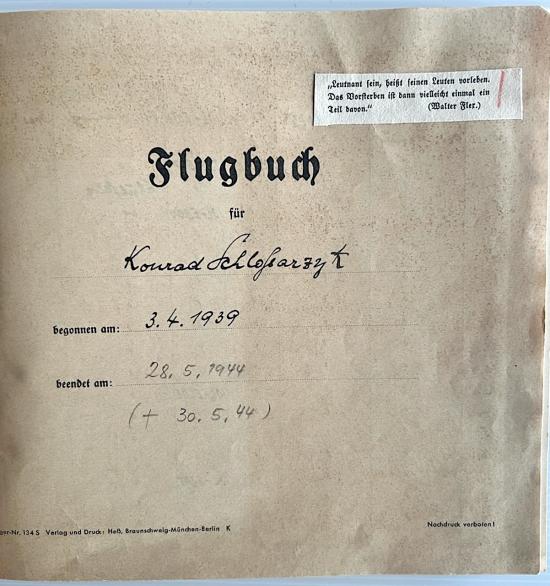 „Leutnant sein, heißt seinen Leuten vorleben.
Das Vorsterben ist dann vielleicht einmal ein
Teil davon.“ (Walter Flex.)
Flugbuch
für
Konrad Schloßarzyk
begonnen am: 3.4.1939
beendet am: 28.5.1944
(† 30.5.44)
134 S Verlag und Druck: Heß, Braunschweig-München-Berlin K
Nachdruck verboten!